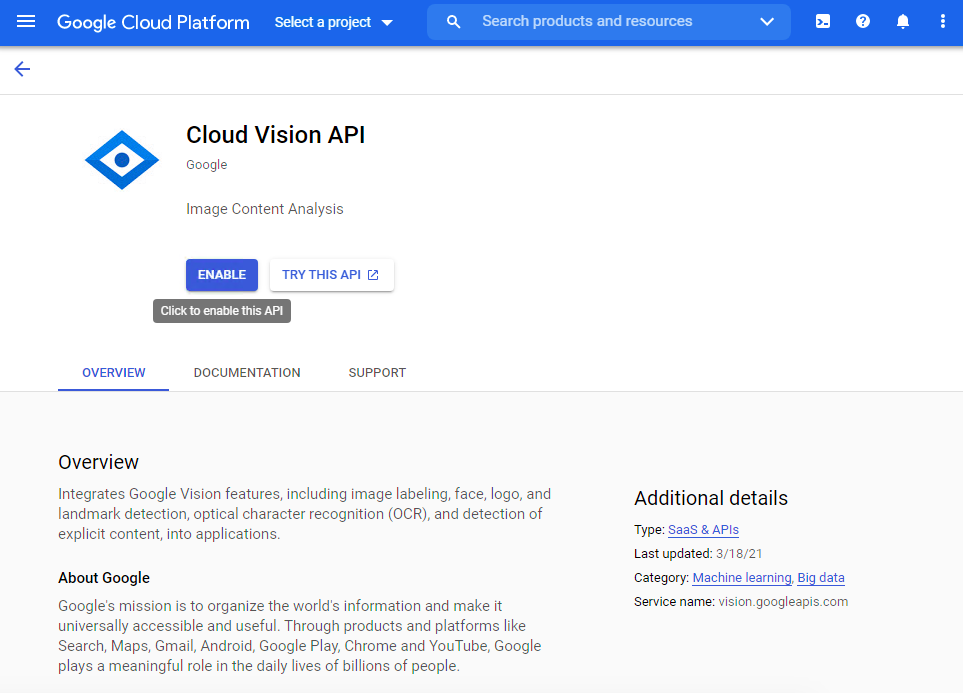 Google Cloud Platform
Select a project
Search products and resources
Cloud Vision API
Google
Image Content Analysis
ENABLE
TRY THIS API
Click to enable this API
OVERVIEW
DOCUMENTATION
SUPPORT
Overview
Integrates Google Vision features, including image labeling, face, logo, and
landmark detection, optical character recognition (OCR), and detection of
explicit content, into applications.
About Google
Google's mission is to organize the world's information and make it
universally accessible and useful. Through products and platforms like
Search, Maps, Gmail, Android, Google Play, Chrome and YouTube, Google
plays a meaningful role in the daily lives of billions of people.
Additional details
Type: SaaS & APIs
Last updated: 3/18/21
Category: Machine learning, Big data
Service name: vision.googleapis.com